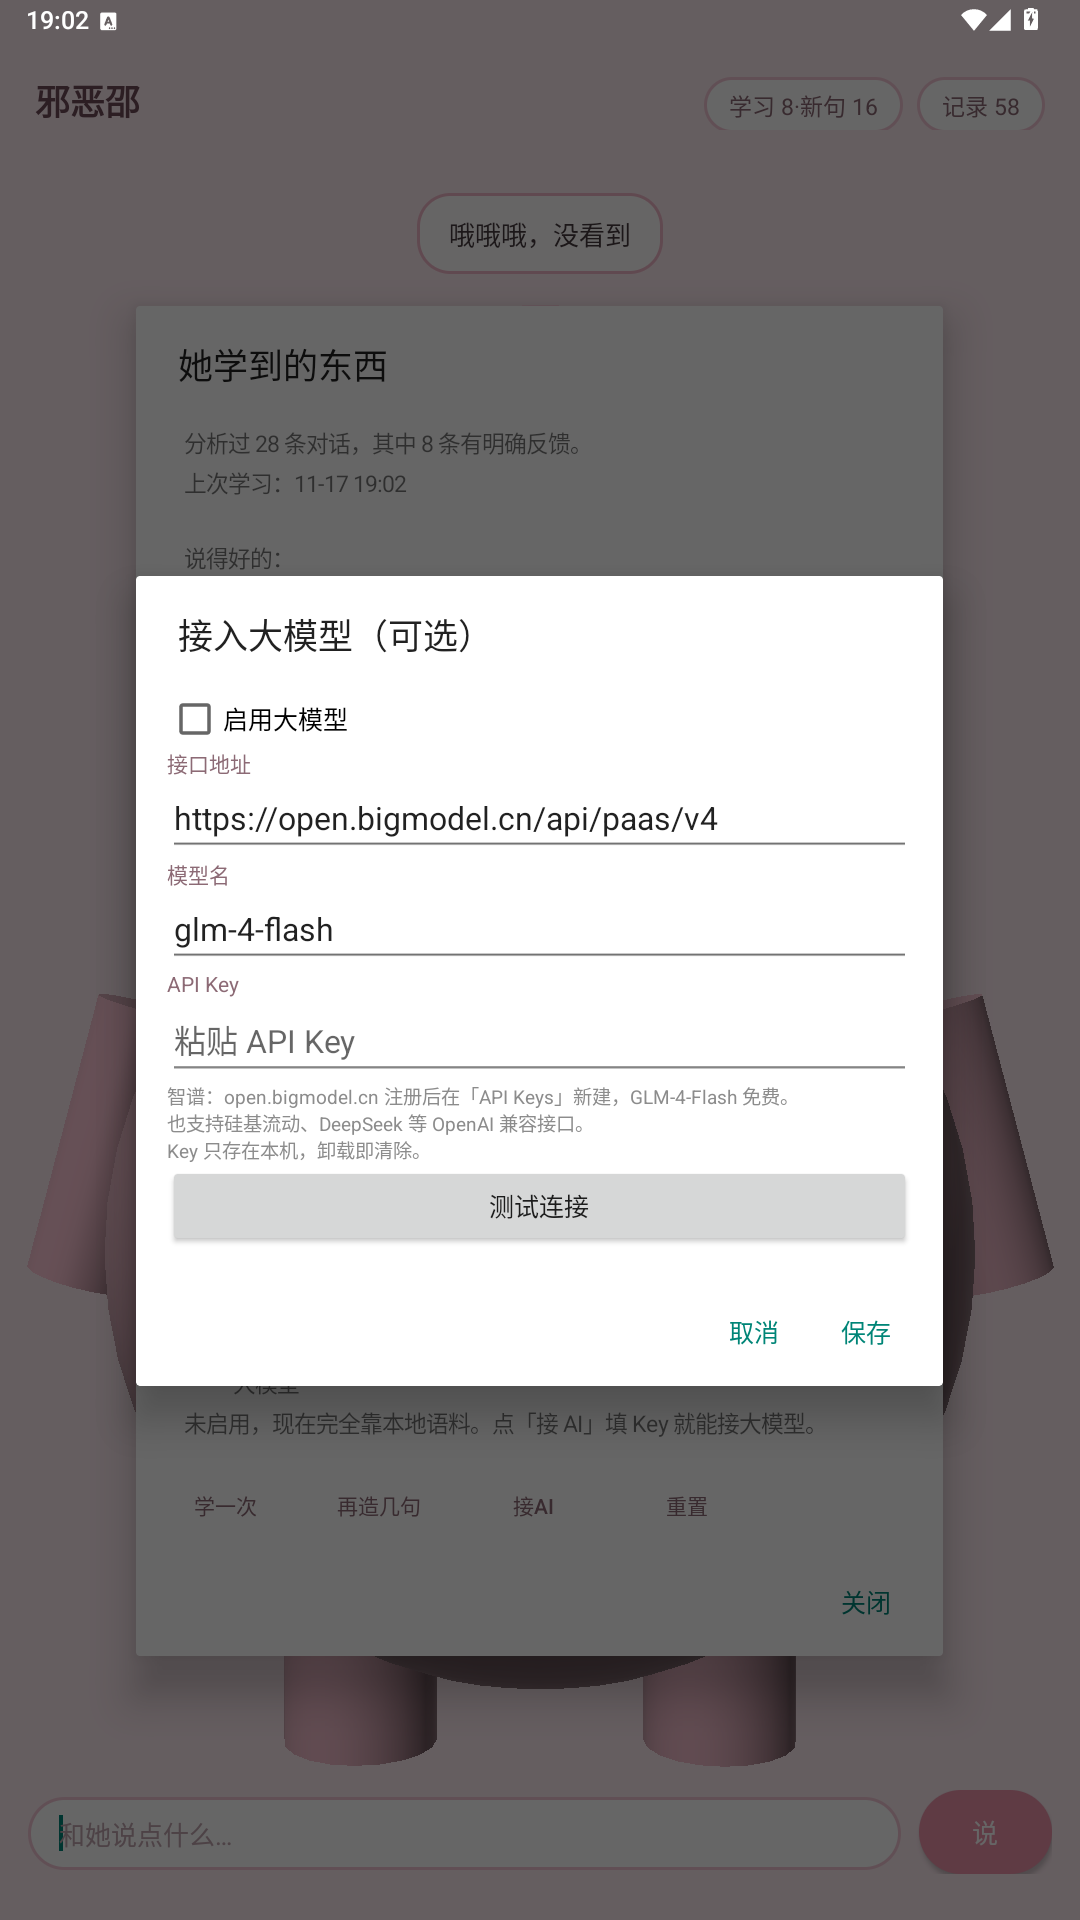 19:02
邪恶邵
学习 8·新句 16
记录 58
哦哦哦，没看到
她学到的东西
分析过 28 条对话，其中 8 条有明确反馈。
上次学习：11-17 19:02
说得好的：
接入大模型（可选）
启用大模型
接口地址
https://open.bigmodel.cn/api/paas/v4
模型名
glm-4-flash
API Key
粘贴 API Key
智谱：open.bigmodel.cn 注册后在「API Keys」新建，GLM-4-Flash 免费。
也支持硅基流动、DeepSeek 等 OpenAI 兼容接口。
Key 只存在本机，卸载即清除。
测试连接
取消
保存
大模型
未启用，现在完全靠本地语料。点「接 AI」填 Key 就能接大模型。
学一次
再造几句
接AI
重置
关闭
和她说点什么...
说